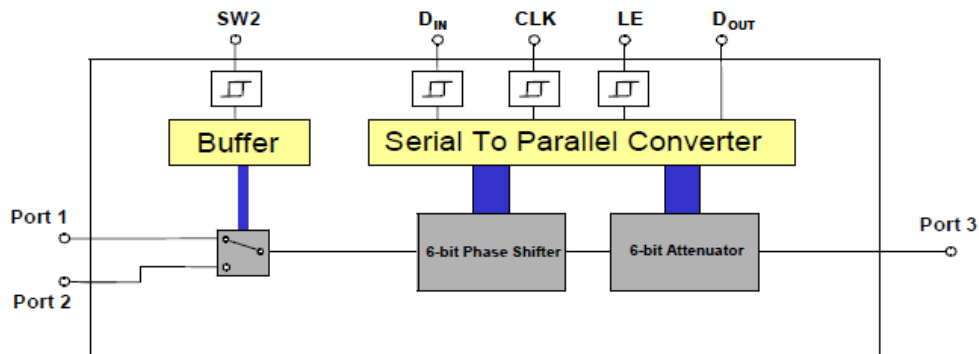 SW2 DIN CLK LE DOUT
Buffer Serial To Parallel Converter
Port 1
6-bit Phase Shifter 6-bit Attenuator
Port 3
Port 2